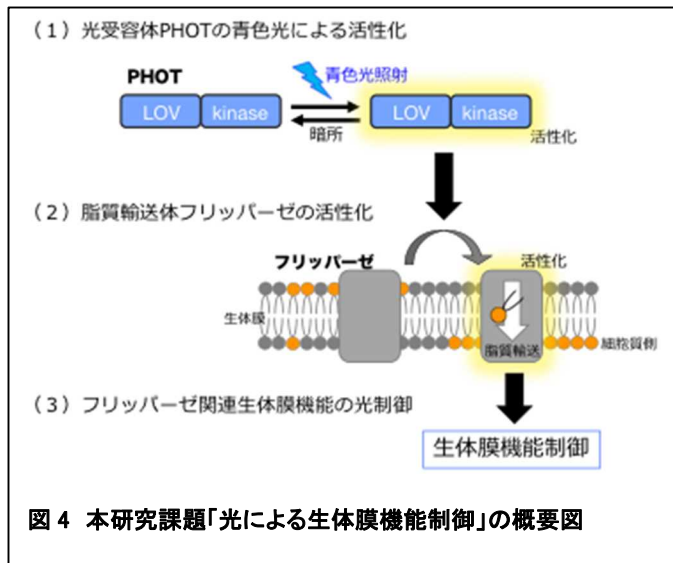 （１）光受容体PHOTの青色光による活性化
PHOT
青色光照射
LOV kinase
LOV kinase
暗所
活性化
（２）脂質輸送体フリッパーゼの活性化
フリッパーゼ
活性化
生体膜
脂質輸送
細胞質側
（３）フリッパーゼ関連生体膜機能の光制御
生体膜機能制御
図４ 本研究課題「光による生体膜機能制御」の概要図